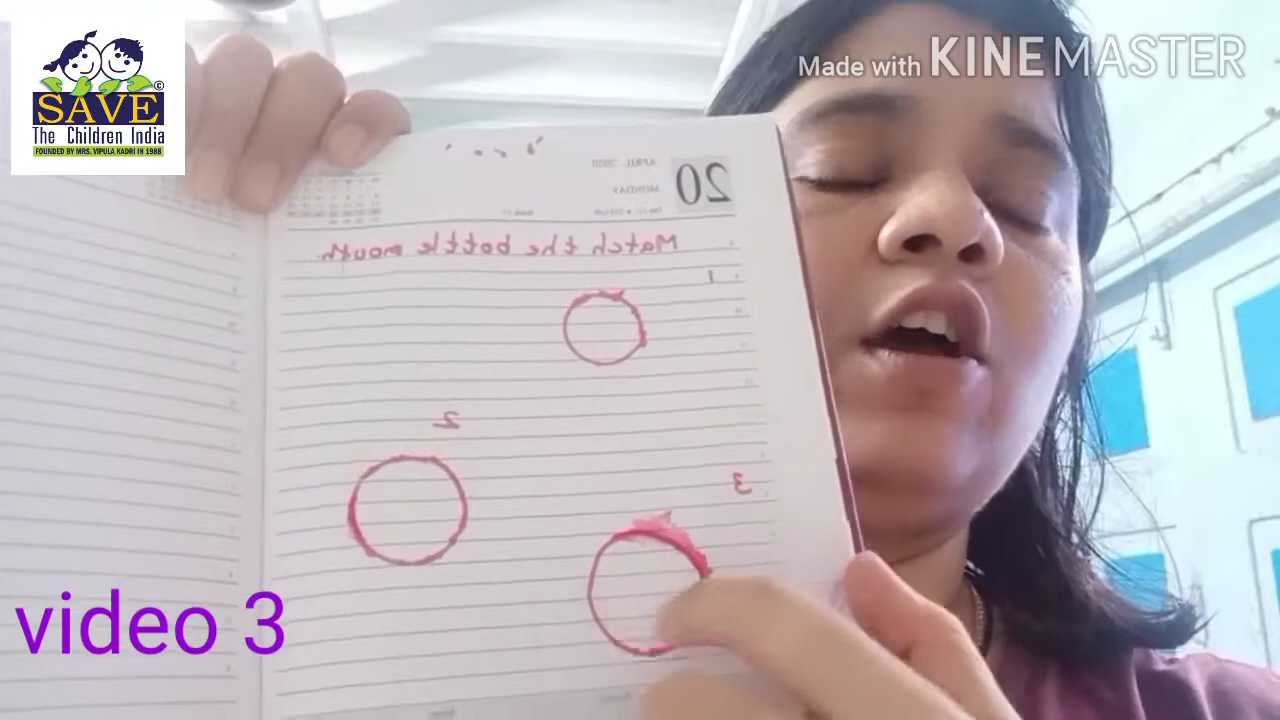 SAVE
The Children India
FOUNDED BY MRS. VIPULA KADRI IN 1988
Made with KINEMASTER
20
APRIL 2020
MONDAY
Match the bottle mouth
1
2
3
video 3